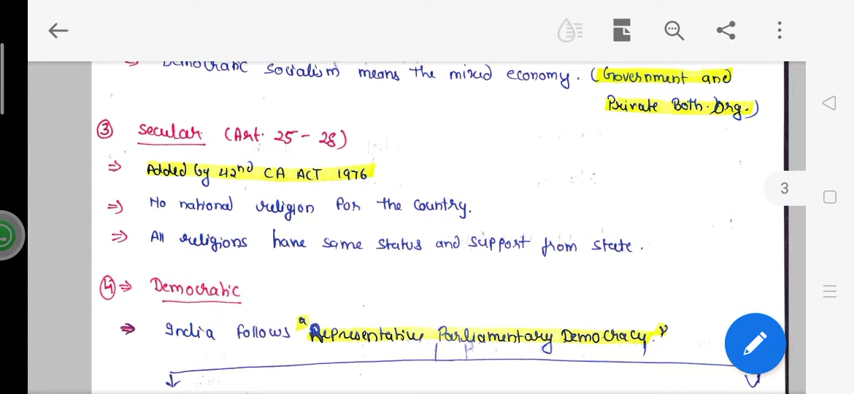 ⇒ Democratic socialism means the mixed economy. (Government and
Private Both. Org.)
③ Secular (Art. 25 - 28)
⇒ Added by 42nd CA ACT 1976
⇒ No national religion for the country.
⇒ All religions have same status and support from state.
④ ⇒ Democratic
⇒ India follows "Representative Parliamentary Democracy."
3